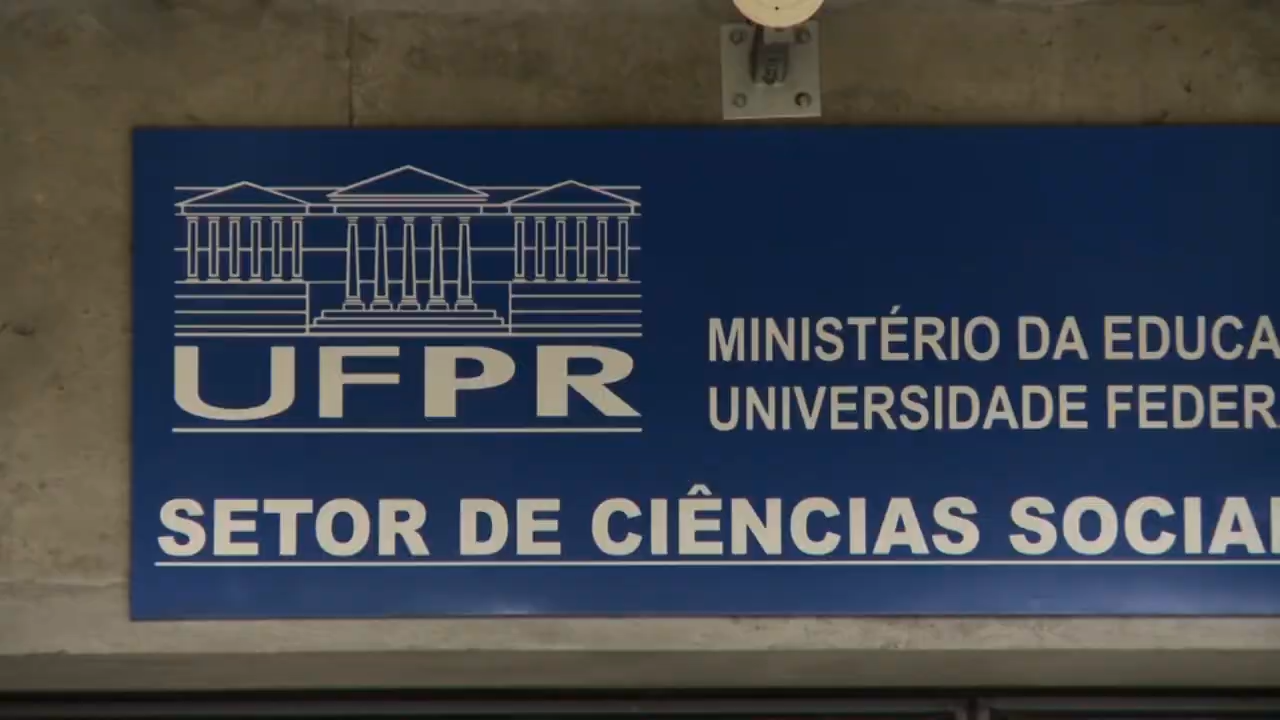 UFPR
MINISTÉRIO DA EDUCA
UNIVERSIDADE FEDER
SETOR DE CIÊNCIAS SOCIA